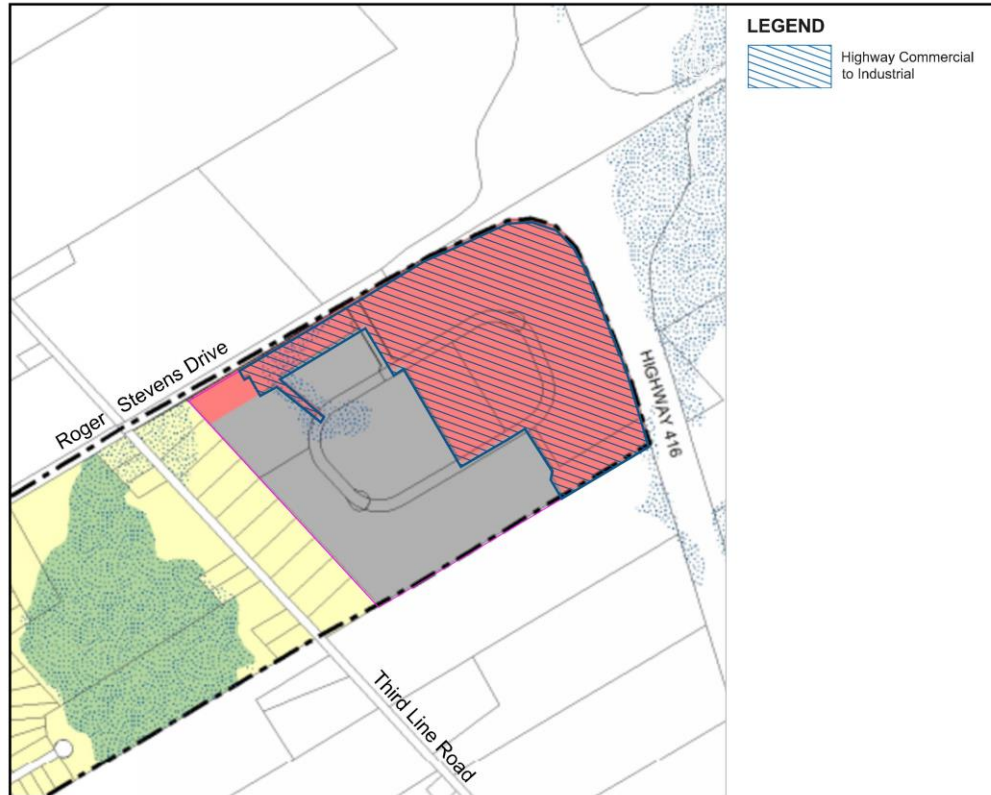 LEGEND
Highway Commercial
to Industrial
Roger Stevens Drive
HIGHWAY 416
Third Line Road